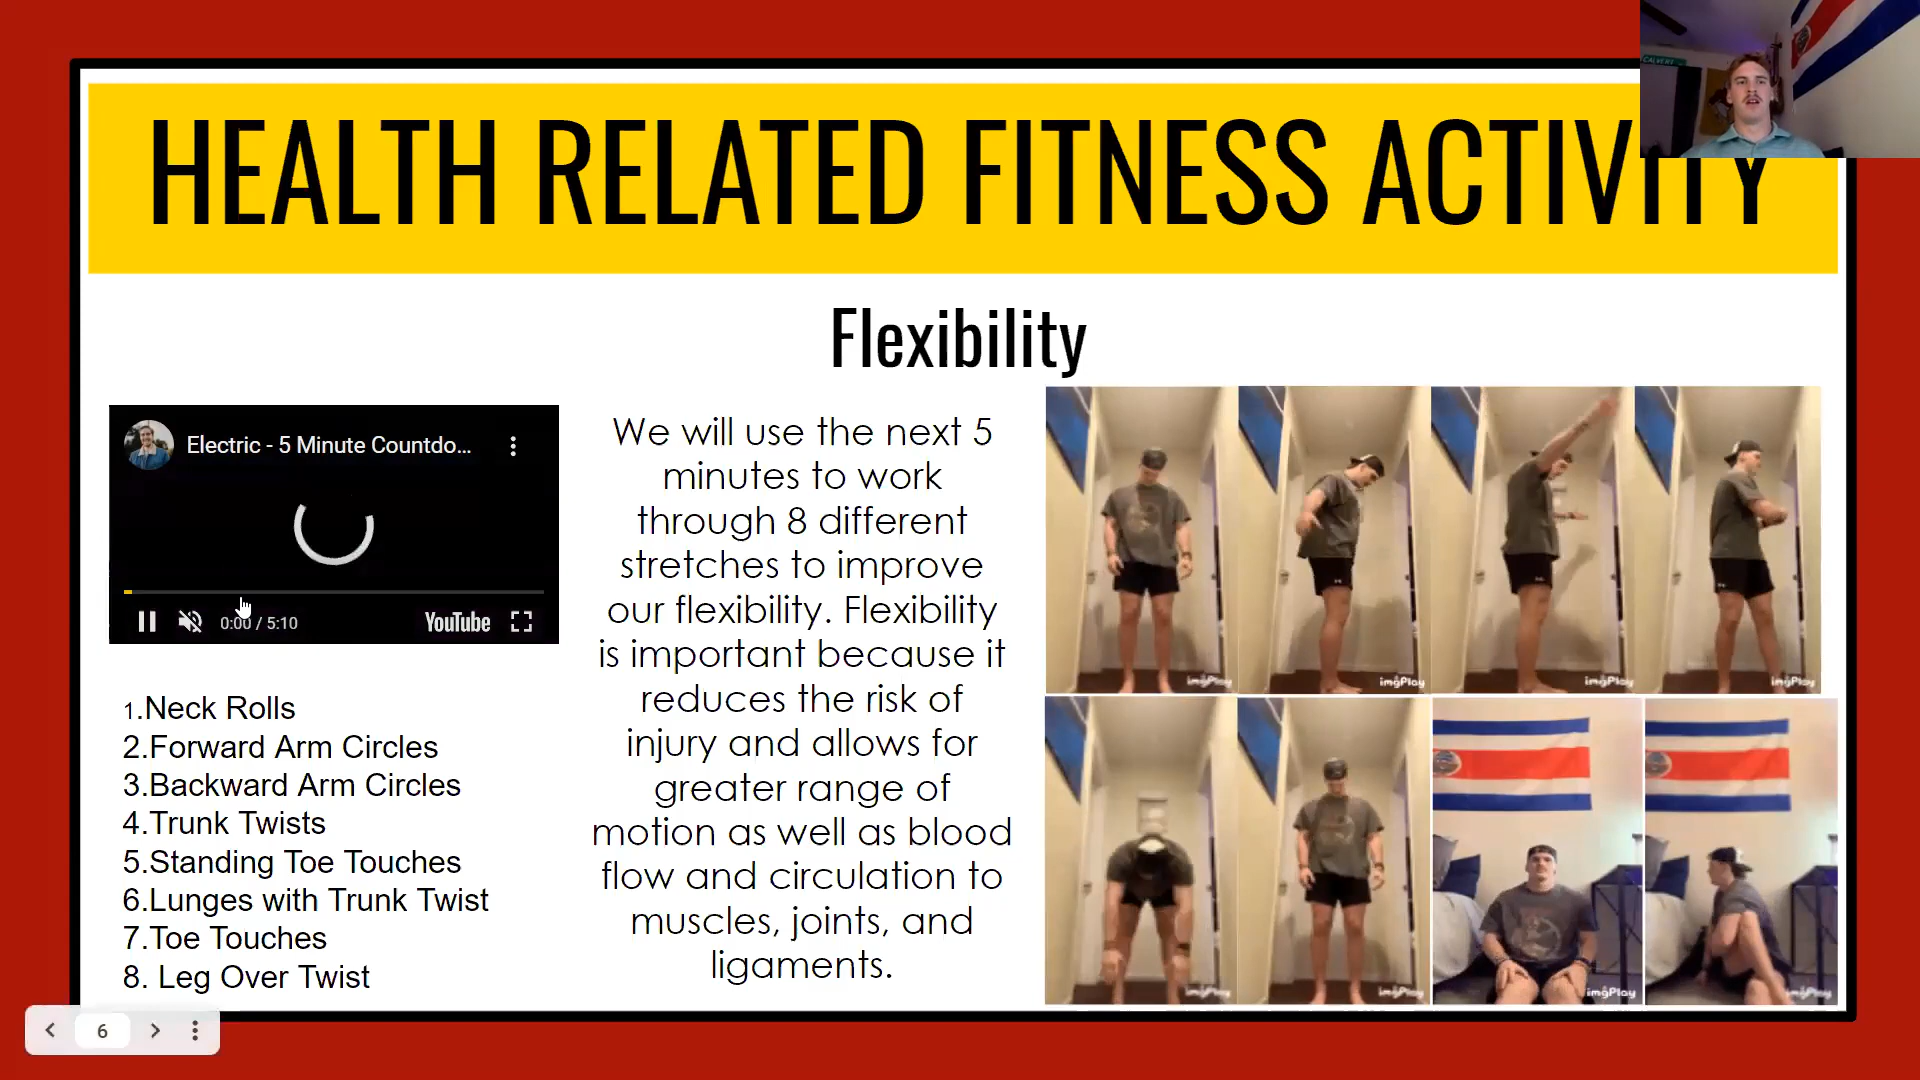 CALVERT
HEALTH RELATED FITNESS ACTIVITY
Flexibility
Electric - 5 Minute Countdo...
0:00 / 5:10
YouTube
1.Neck Rolls
2.Forward Arm Circles
3.Backward Arm Circles
4.Trunk Twists
5.Standing Toe Touches
6.Lunges with Trunk Twist
7.Toe Touches
8. Leg Over Twist
We will use the next 5
minutes to work
through 8 different
stretches to improve
our flexibility. Flexibility
is important because it
reduces the risk of
injury and allows for
greater range of
motion as well as blood
flow and circulation to
muscles, joints, and
ligaments.
imgPlay
imgPlay
imgPlay
imgPlay
imgPlay
imgPlay
imgPlay
imgPlay
6